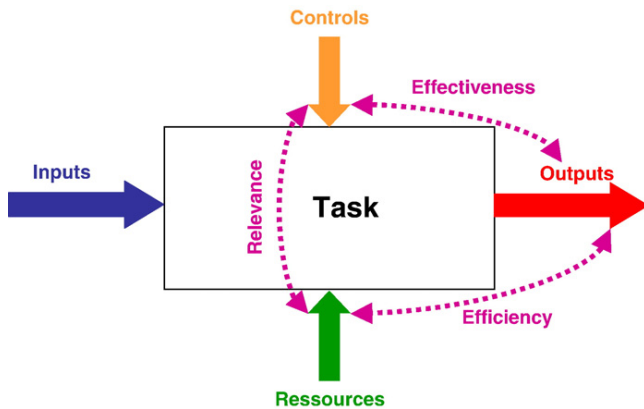 Controls
Effectiveness
Inputs
Outputs
Relevance
Task
Efficiency
Ressources